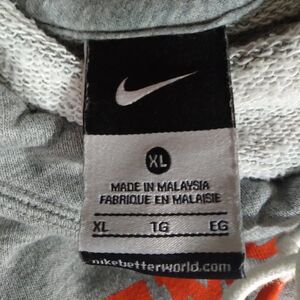 XL
MADE IN MALAYSIA
FABRIQUE EN MALAISIE
XL TG EG
nikebetterworld.com